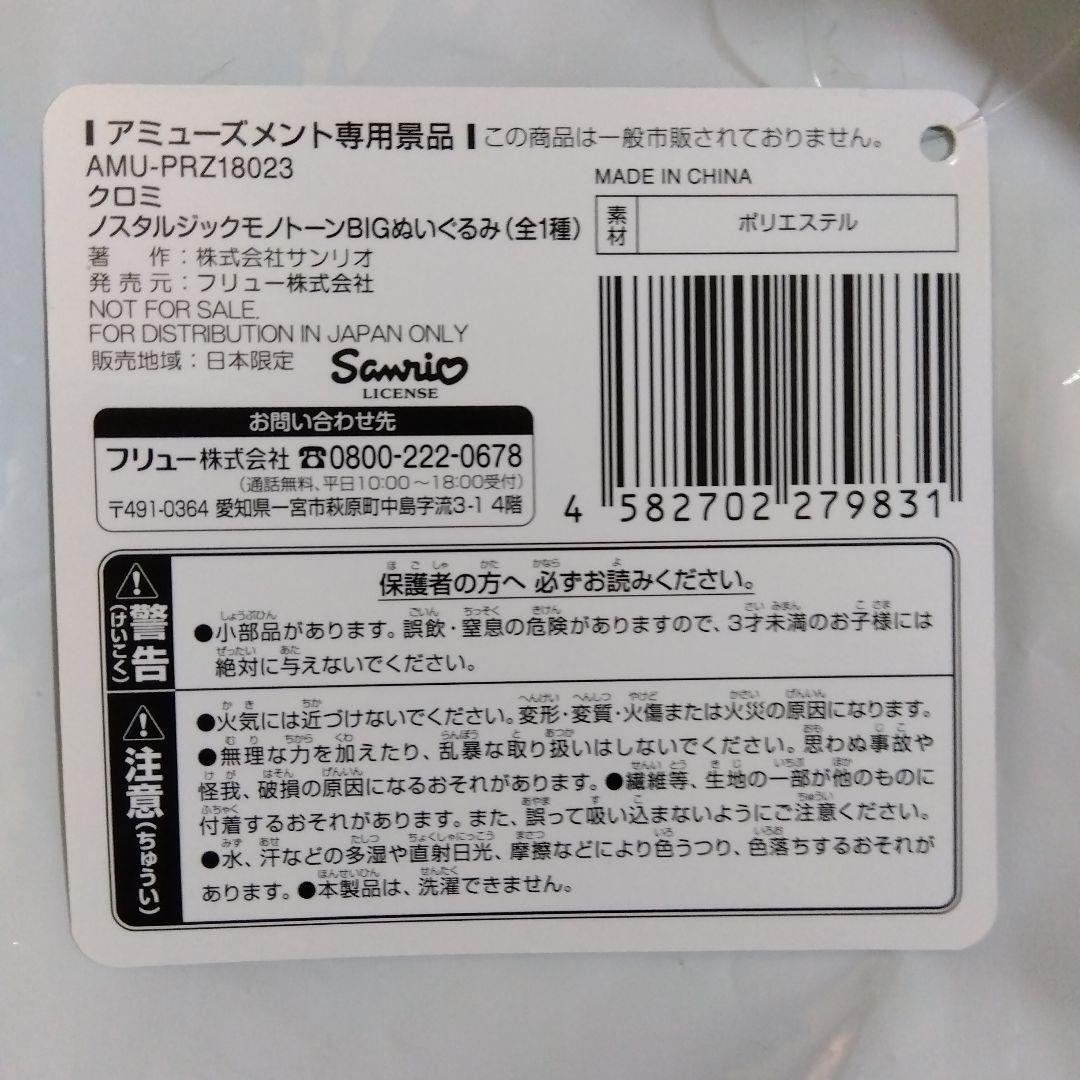 アミューズメント専用景品 この商品は一般市販されておりません。
AMU-PRZ18023
クロミ
ノスタルジックモノトーンBIGぬいぐるみ(全1種)
著　作：株式会社サンリオ
発売元：フリュー株式会社
NOT FOR SALE.
FOR DISTRIBUTION IN JAPAN ONLY
販売地域：日本限定
Sanrio
LICENSE
MADE IN CHINA
素材 ポリエステル
4 582702 279831
お問い合わせ先
フリュー株式会社 ☎0800-222-0678
(通話無料、平日10:00～18:00受付)
〒491-0364 愛知県一宮市萩原町中島字流3-1 4階
⚠警告(けいこく)
保護者の方へ 必ずお読みください。
●小部品があります。誤飲・窒息の危険がありますので、3才未満のお子様には
絶対に与えないでください。
⚠注意(ちゅうい)
●火気には近づけないでください。変形・変質・火傷または火災の原因になります。
●無理な力を加えたり、乱暴な取り扱いはしないでください。思わぬ事故や
怪我、破損の原因になるおそれがあります。●繊維等、生地の一部が他のものに
付着するおそれがあります。また、誤って吸い込まないようにご注意ください。
●水、汗などの多湿や直射日光、摩擦などにより色うつり、色落ちするおそれが
あります。●本製品は、洗濯できません。